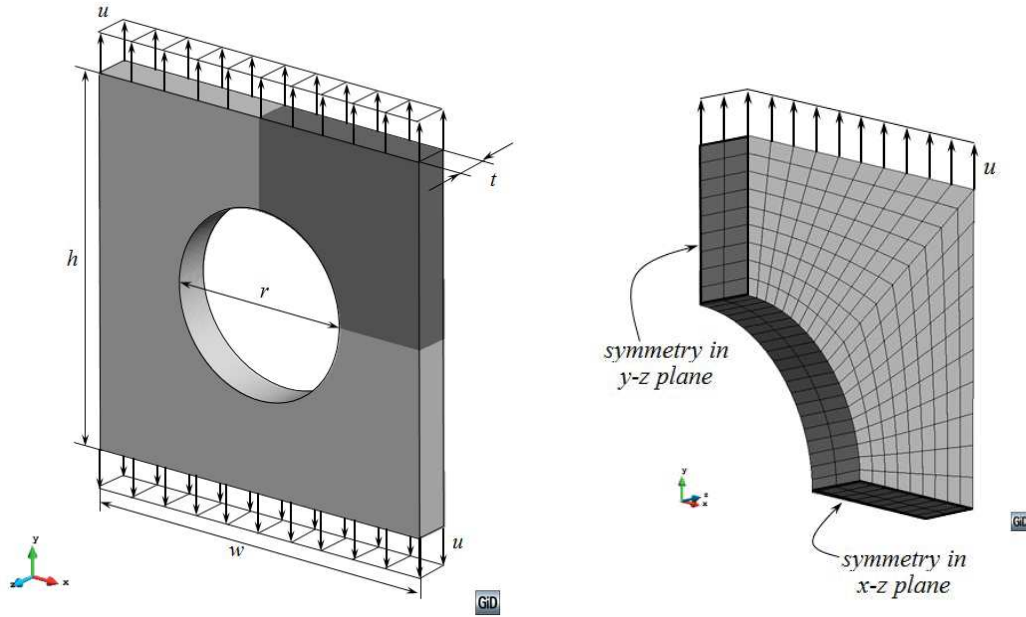 u
t
h
r
w
u
y
z
x
GiD
u
symmetry in
y-z plane
y
z
x
symmetry in
x-z plane
GiD